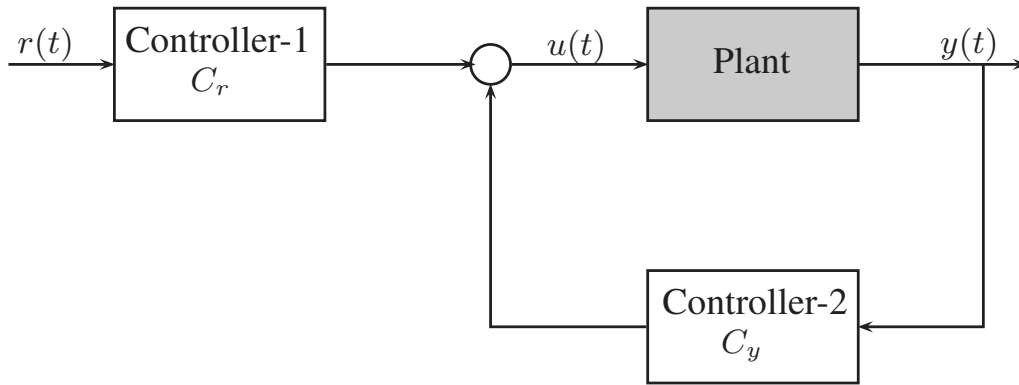 r(t)
Controller-1
C_r
u(t)
Plant
y(t)
Controller-2
C_y